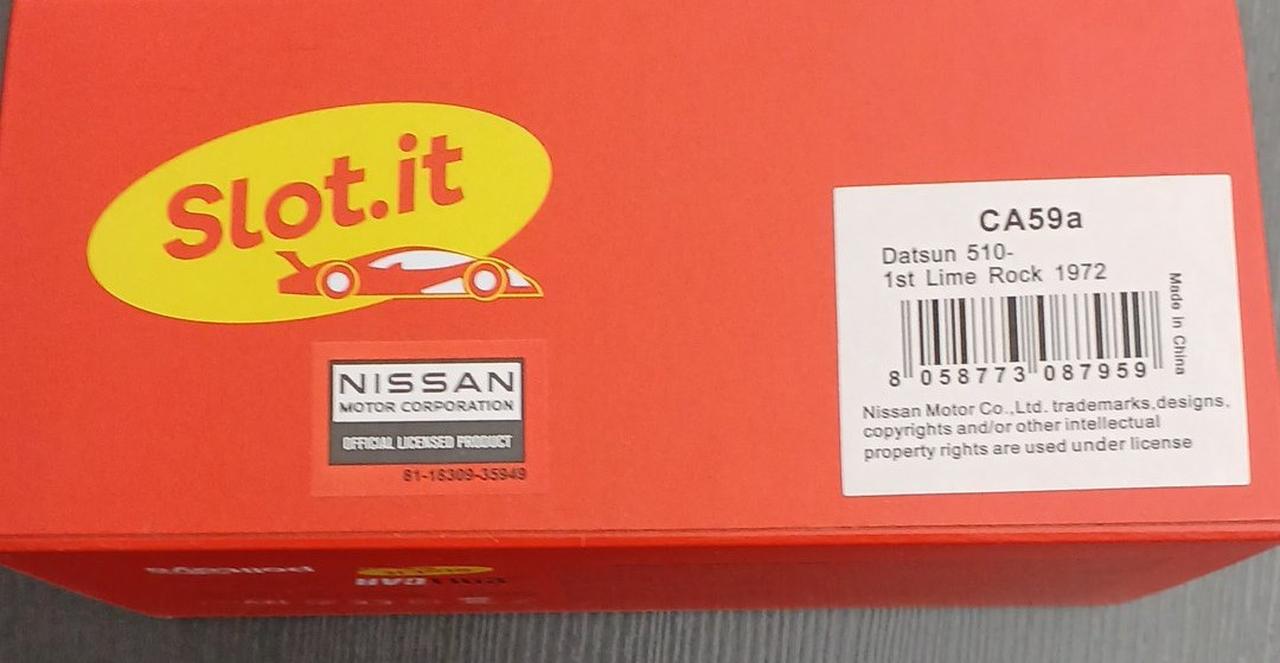 Slot.it
NISSAN
MOTOR CORPORATION
OFFICIAL LICENSED PRODUCT
81-18309-35949
CA59a
Datsun 510-
1st Lime Rock 1972
Made in China
8 058773 087959
Nissan Motor Co.,Ltd. trademarks,designs,
copyrights and/or other intellectual
property rights are used under license